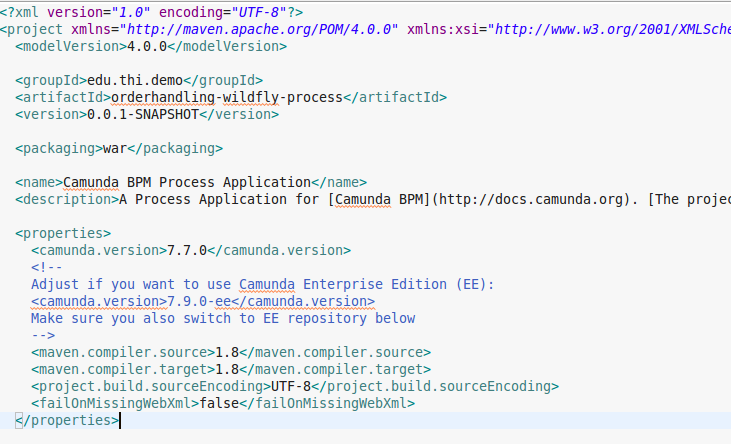 <?xml version="1.0" encoding="UTF-8"?>
<project xmlns="http://maven.apache.org/POM/4.0.0" xmlns:xsi="http://www.w3.org/2001/XMLSche
<modelVersion>4.0.0</modelVersion>
<groupId>edu.thi.demo</groupId>
<artifactId>orderhandling-wildfly-process</artifactId>
<version>0.0.1-SNAPSHOT</version>
<packaging>war</packaging>
<name>Camunda BPM Process Application</name>
<description>A Process Application for [Camunda BPM](http://docs.camunda.org). [The projec
<properties>
<camunda.version>7.7.0</camunda.version>
<!--
Adjust if you want to use Camunda Enterprise Edition (EE):
<camunda.version>7.9.0-ee</camunda.version>
Make sure you also switch to EE repository below
-->
<maven.compiler.source>1.8</maven.compiler.source>
<maven.compiler.target>1.8</maven.compiler.target>
<project.build.sourceEncoding>UTF-8</project.build.sourceEncoding>
<failOnMissingWebXml>false</failOnMissingWebXml>
</properties>